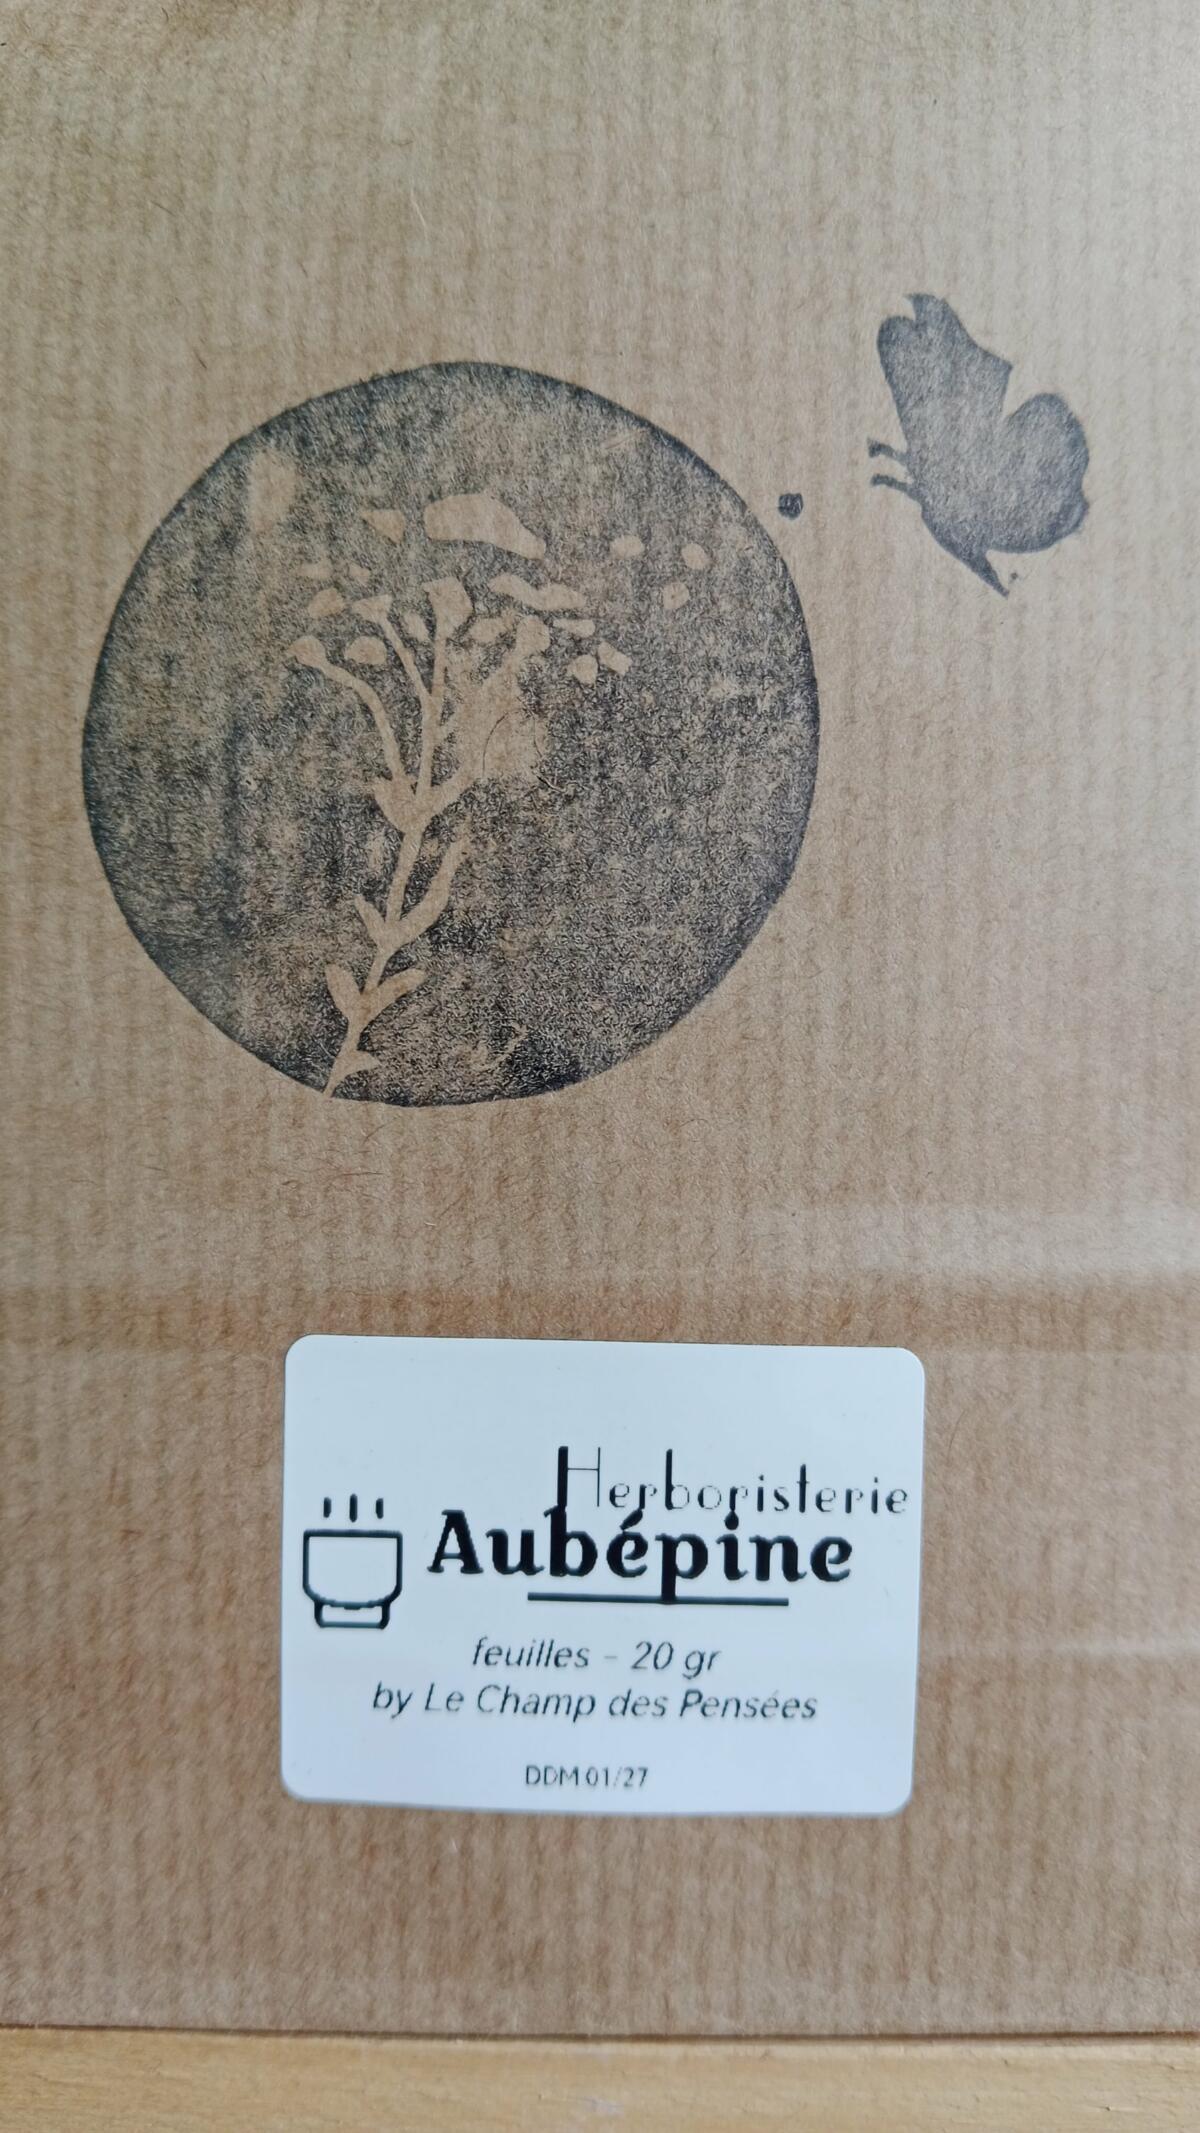 Herboristerie
Aubépine
feuilles - 20 gr
by Le Champ des Pensées
DDM 01/27